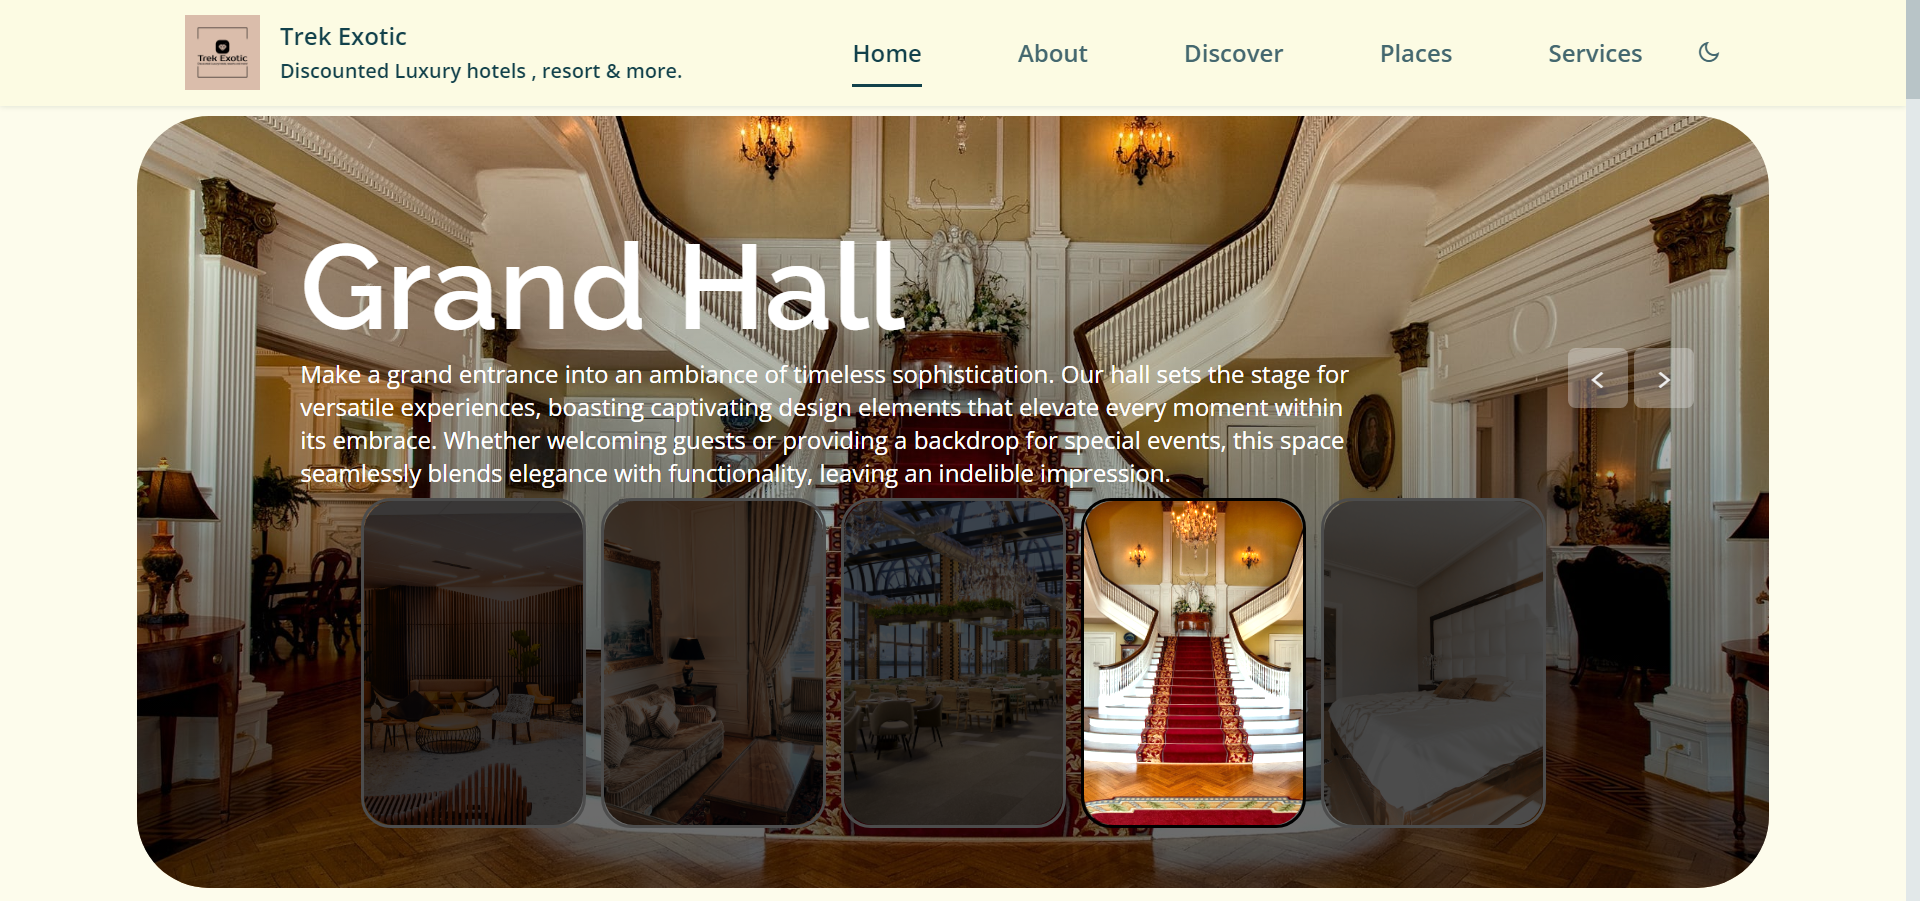 Trek Exotic
Trek Exotic
Discounted Luxury hotels , resort & more.
Home
About
Discover
Places
Services
Grand Hall
Make a grand entrance into an ambiance of timeless sophistication. Our hall sets the stage for
versatile experiences, boasting captivating design elements that elevate every moment within
its embrace. Whether welcoming guests or providing a backdrop for special events, this space
seamlessly blends elegance with functionality, leaving an indelible impression.